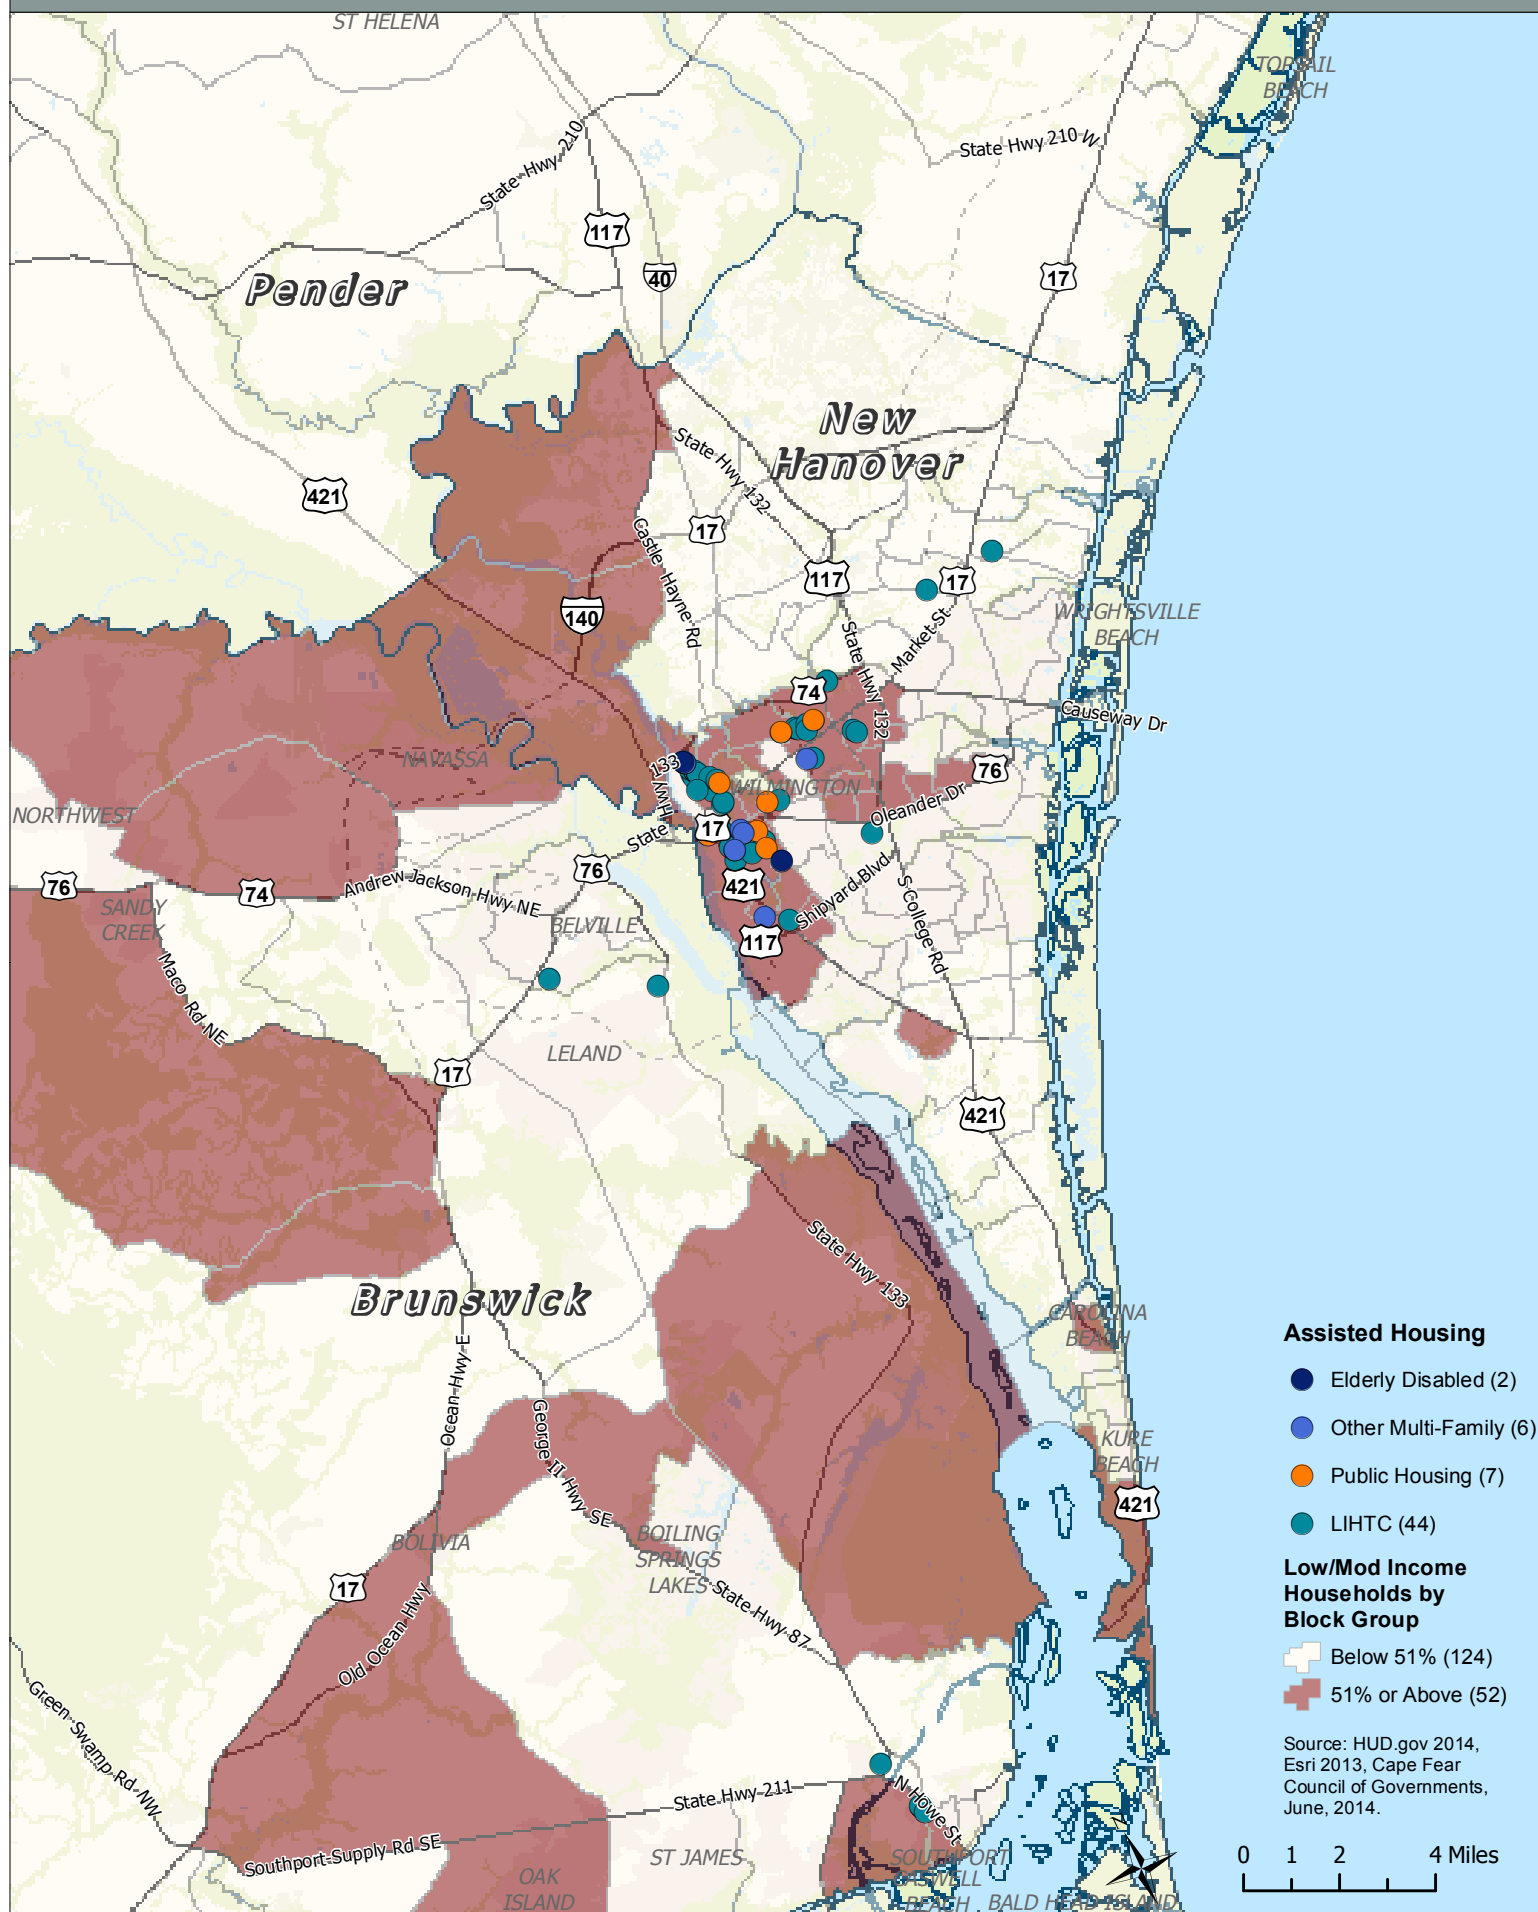 ST HELENA
TOPSAIL
BEACH
State Hwy 210
State Hwy 210 W
117
40
17
Pender
New
Hanover
421
State Hwy 132
17
Castle Hayne Rd
117
17
140
WRIGHTSVILLE
BEACH
Market St
State Hwy 132
74
Causeway Dr
NAVASSA
133
State Hwy
WILMINGTON
76
Oleander Dr
NORTHWEST
17
76
74
76
Andrew Jackson Hwy NE
421
Shipyard Blvd
S College Rd
SANDY
CREEK
BELVILLE
117
Maco Rd NE
LELAND
17
421
State Hwy 133
Brunswick
CAROLINA
BEACH
Ocean Hwy E
George II Hwy SE
KURE
BEACH
421
BOLIVIA
BOILING
SPRINGS
LAKES
17
Old Ocean Hwy
State Hwy 87
Green Swamp Rd NW
State Hwy 211
N Howe St
Southport-Supply Rd SE
ST JAMES
OAK
ISLAND
SOUTHPORT
CASWELL
BEACH
BALD HEAD ISLAND
Assisted Housing
Elderly Disabled (2)
Other Multi-Family (6)
Public Housing (7)
LIHTC (44)
Low/Mod Income
Households by
Block Group
Below 51% (124)
51% or Above (52)
Source: HUD.gov 2014,
Esri 2013, Cape Fear
Council of Governments,
June, 2014.
N
0 1 2 4 Miles